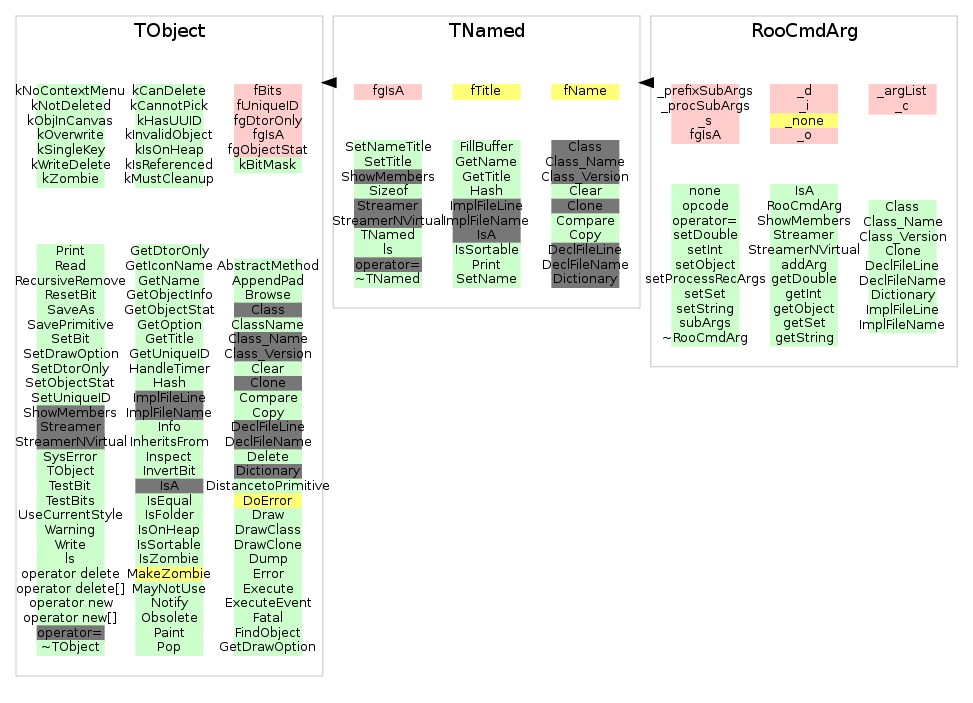 TObject
kNoContextMenu kCanDelete fBits
kNotDeleted kCannotPick fUniqueID
kObjInCanvas kHasUUID fgDtorOnly
kOverwrite kInvalidObject fgIsA
kSingleKey kIsOnHeap fgObjectStat
kWriteDelete kIsReferenced kBitMask
kZombie kMustCleanup
Print GetDtorOnly
Read GetIconName AbstractMethod
RecursiveRemove GetName AppendPad
ResetBit GetObjectInfo Browse
SaveAs GetObjectStat Class
SavePrimitive GetOption ClassName
SetBit GetTitle Class_Name
SetDrawOption GetUniqueID Class_Version
SetDtorOnly HandleTimer Clear
SetObjectStat Hash Clone
SetUniqueID ImplFileLine Compare
ShowMembers ImplFileName Copy
Streamer Info DeclFileLine
StreamerNVirtual InheritsFrom DeclFileName
SysError Inspect Delete
TObject InvertBit Dictionary
TestBit IsA DistancetoPrimitive
TestBits IsEqual DoError
UseCurrentStyle IsFolder Draw
Warning IsOnHeap DrawClass
Write IsSortable DrawClone
ls IsZombie Dump
operator delete MakeZombie Error
operator delete[] MayNotUse Execute
operator new Notify ExecuteEvent
operator new[] Obsolete Fatal
operator= Paint FindObject
~TObject Pop GetDrawOption
TNamed
fgIsA fTitle fName
SetNameTitle FillBuffer Class
SetTitle GetName Class_Name
ShowMembers GetTitle Class_Version
Sizeof Hash Clear
Streamer ImplFileLine Clone
StreamerNVirtual ImplFileName Compare
TNamed IsA Copy
ls IsSortable DeclFileLine
operator= Print DeclFileName
~TNamed SetName Dictionary
RooCmdArg
_prefixSubArgs _d _argList
_procSubArgs _i _c
_s _none
fgIsA _o
none IsA
opcode RooCmdArg Class
operator= ShowMembers Class_Name
setDouble Streamer Class_Version
setInt StreamerNVirtual Clone
setObject addArg DeclFileLine
setProcessRecArgs getDouble DeclFileName
setSet getInt Dictionary
setString getObject ImplFileLine
subArgs getSet ImplFileName
~RooCmdArg getString